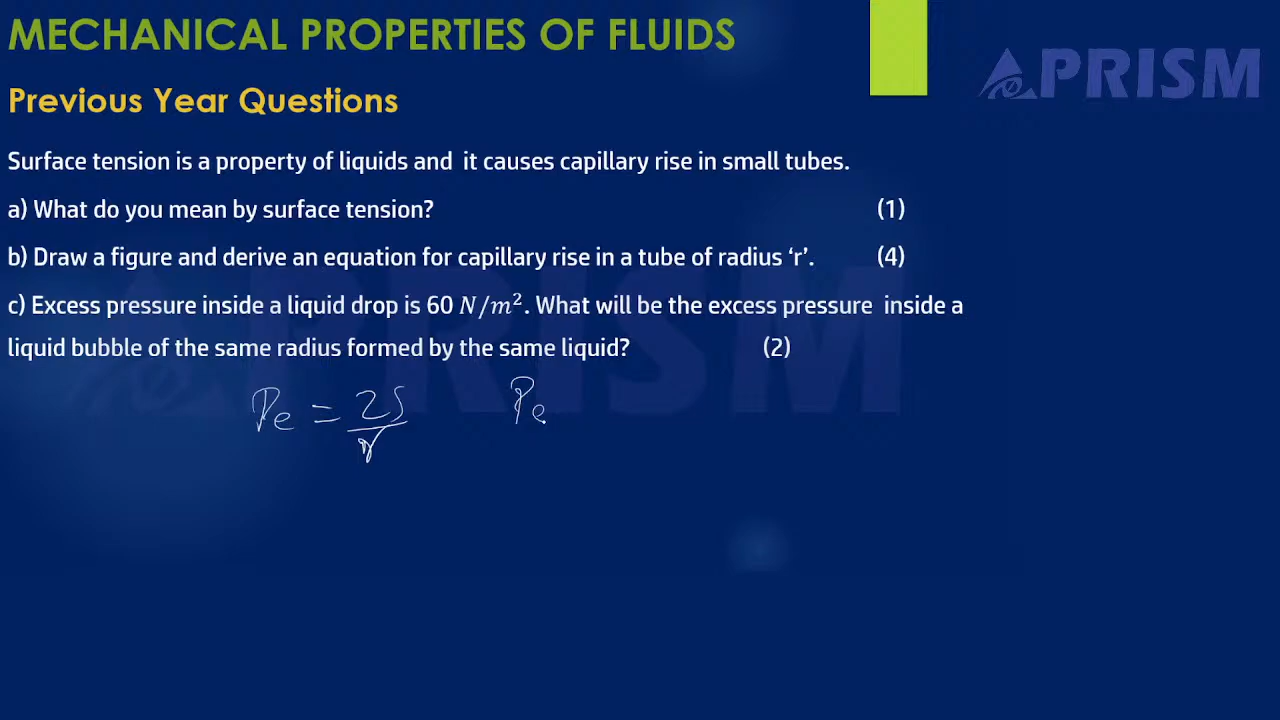 MECHANICAL PROPERTIES OF FLUIDS
PRISM
Previous Year Questions
Surface tension is a property of liquids and it causes capillary rise in small tubes.
a) What do you mean by surface tension? (1)
b) Draw a figure and derive an equation for capillary rise in a tube of radius ‘r’. (4)
c) Excess pressure inside a liquid drop is 60 N/m². What will be the excess pressure inside a
liquid bubble of the same radius formed by the same liquid? (2)
PRISM
Pe = 2S/r Pe